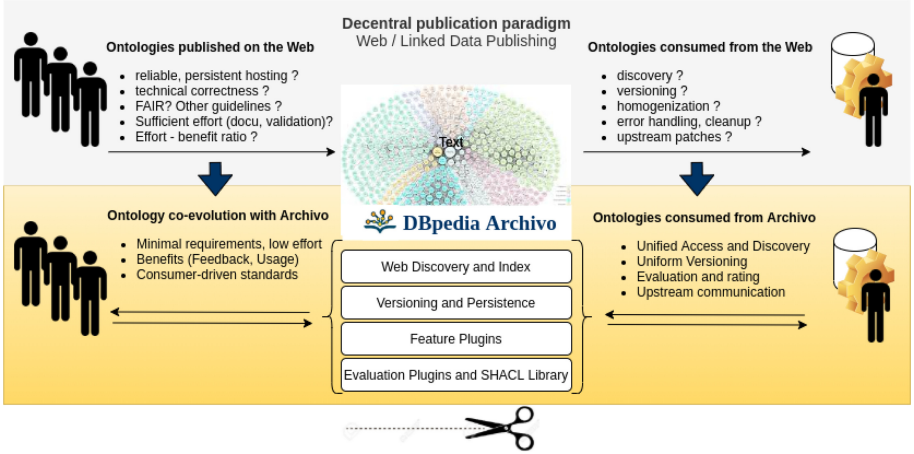 Decentral publication paradigm
Web / Linked Data Publishing
Ontologies published on the Web
reliable, persistent hosting ?
technical correctness ?
FAIR? Other guidelines ?
Sufficient effort (docu, validation)?
Effort - benefit ratio ?
Ontologies consumed from the Web
discovery ?
versioning ?
homogenization ?
error handling, cleanup ?
upstream patches ?
Text
DBpedia Archivo
Ontology co-evolution with Archivo
Minimal requirements, low effort
Benefits (Feedback, Usage)
Consumer-driven standards
Web Discovery and Index
Versioning and Persistence
Feature Plugins
Evaluation Plugins and SHACL Library
Ontologies consumed from Archivo
Unified Access and Discovery
Uniform Versioning
Evaluation and rating
Upstream communication